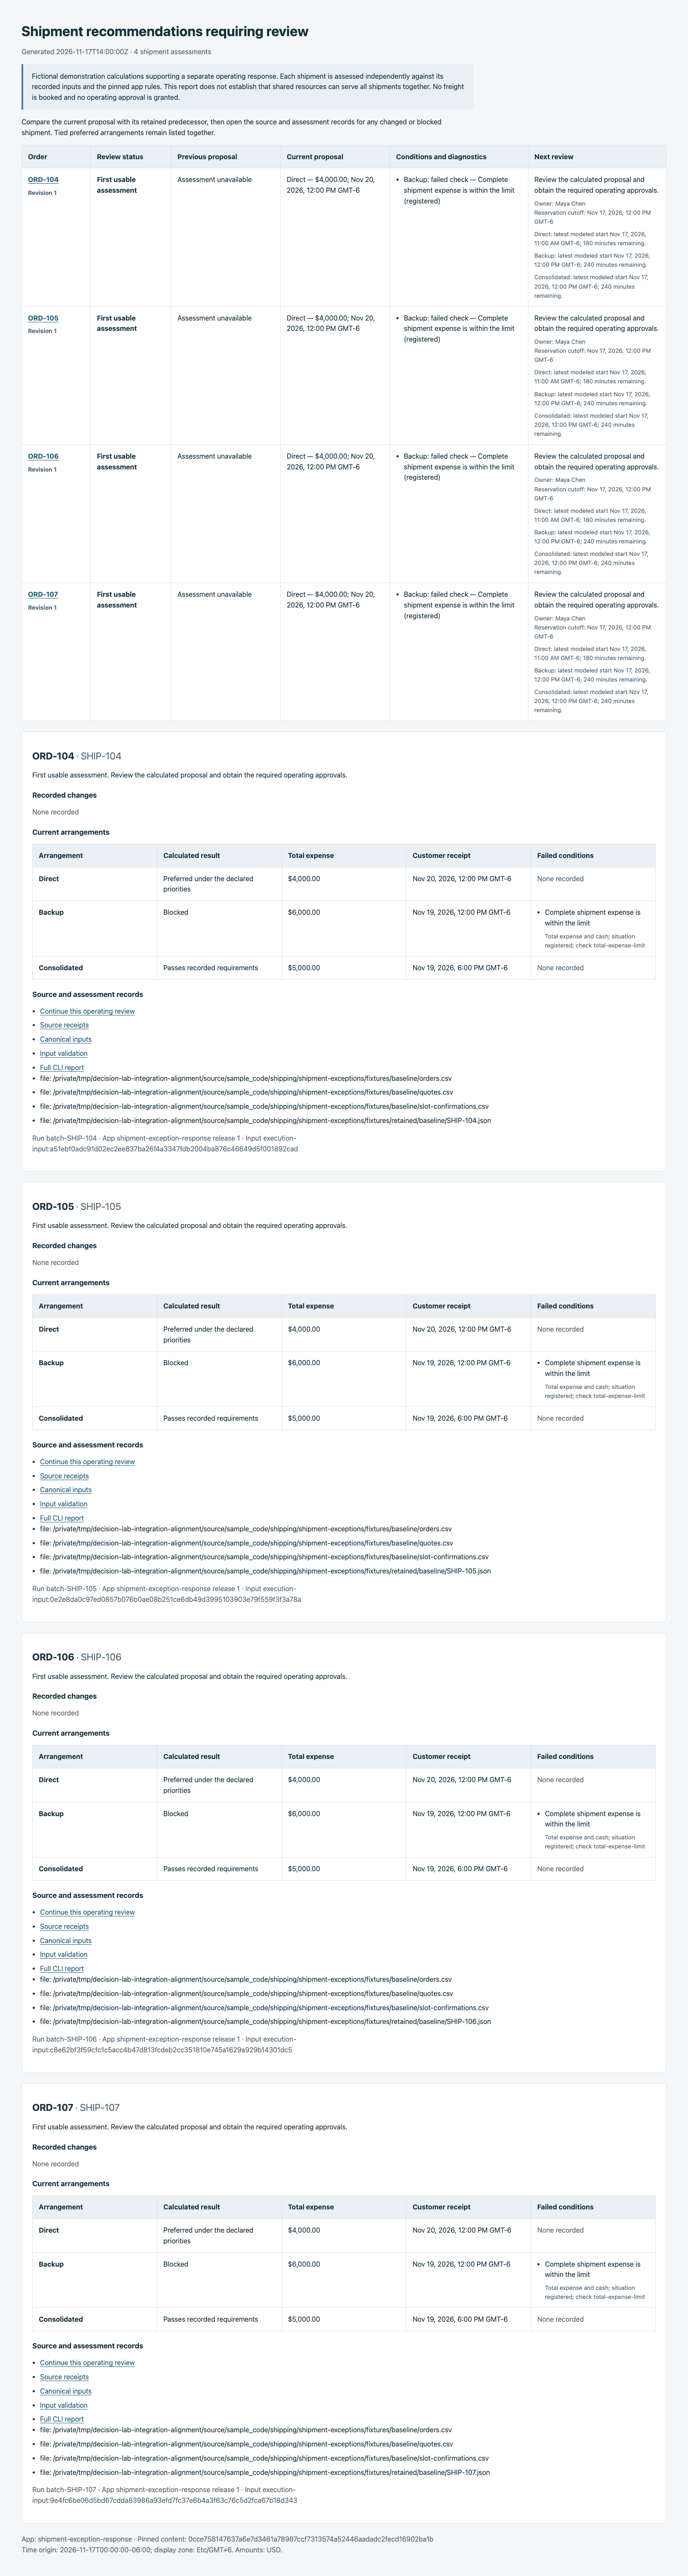 Shipment recommendations requiring review
Generated 2026-11-17T14:00:00Z · 4 shipment assessments
Fictional demonstration calculations supporting a separate operating response. Each shipment is assessed independently against its
recorded inputs and the pinned app rules. This report does not establish that shared resources can serve all shipments together. No freight
is booked and no operating approval is granted.
Compare the current proposal with its retained predecessor, then open the source and assessment records for any changed or blocked
shipment. Tied preferred arrangements remain listed together.
Order Review status Previous proposal Current proposal Conditions and diagnostics Next review
ORD-104
Revision 1
First usable
assessment
Assessment unavailable
Direct — $4,000.00; Nov 20,
2026, 12:00 PM GMT-6
• Backup: failed check — Complete
shipment expense is within the limit
(registered)
Review the calculated proposal and
obtain the required operating approvals.
Owner: Maya Chen
Reservation cutoff: Nov 17, 2026, 12:00 PM
GMT-6
Direct: latest modeled start Nov 17, 2026,
11:00 AM GMT-6; 180 minutes remaining.
Backup: latest modeled start Nov 17, 2026,
12:00 PM GMT-6; 240 minutes remaining.
Consolidated: latest modeled start Nov 17,
2026, 12:00 PM GMT-6; 240 minutes
remaining.
ORD-105
Revision 1
First usable
assessment
Assessment unavailable
Direct — $4,000.00; Nov 20,
2026, 12:00 PM GMT-6
• Backup: failed check — Complete
shipment expense is within the limit
(registered)
Review the calculated proposal and
obtain the required operating approvals.
Owner: Maya Chen
Reservation cutoff: Nov 17, 2026, 12:00 PM
GMT-6
Direct: latest modeled start Nov 17, 2026,
11:00 AM GMT-6; 180 minutes remaining.
Backup: latest modeled start Nov 17, 2026,
12:00 PM GMT-6; 240 minutes remaining.
Consolidated: latest modeled start Nov 17,
2026, 12:00 PM GMT-6; 240 minutes
remaining.
ORD-106
Revision 1
First usable
assessment
Assessment unavailable
Direct — $4,000.00; Nov 20,
2026, 12:00 PM GMT-6
• Backup: failed check — Complete
shipment expense is within the limit
(registered)
Review the calculated proposal and
obtain the required operating approvals.
Owner: Maya Chen
Reservation cutoff: Nov 17, 2026, 12:00 PM
GMT-6
Direct: latest modeled start Nov 17, 2026,
11:00 AM GMT-6; 180 minutes remaining.
Backup: latest modeled start Nov 17, 2026,
12:00 PM GMT-6; 240 minutes remaining.
Consolidated: latest modeled start Nov 17,
2026, 12:00 PM GMT-6; 240 minutes
remaining.
ORD-107
Revision 1
First usable
assessment
Assessment unavailable
Direct — $4,000.00; Nov 20,
2026, 12:00 PM GMT-6
• Backup: failed check — Complete
shipment expense is within the limit
(registered)
Review the calculated proposal and
obtain the required operating approvals.
Owner: Maya Chen
Reservation cutoff: Nov 17, 2026, 12:00 PM
GMT-6
Direct: latest modeled start Nov 17, 2026,
11:00 AM GMT-6; 180 minutes remaining.
Backup: latest modeled start Nov 17, 2026,
12:00 PM GMT-6; 240 minutes remaining.
Consolidated: latest modeled start Nov 17,
2026, 12:00 PM GMT-6; 240 minutes
remaining.
ORD-104 · SHIP-104
First usable assessment. Review the calculated proposal and obtain the required operating approvals.
Recorded changes
None recorded
Current arrangements
Arrangement Calculated result Total expense Customer receipt Failed conditions
Direct Preferred under the declared $4,000.00 Nov 20, 2026, 12:00 PM GMT-6 None recorded
priorities
Backup Blocked $6,000.00 Nov 19, 2026, 12:00 PM GMT-6 • Complete shipment expense is
within the limit
Total expense and cash; situation
registered; check total-expense-limit
Consolidated Passes recorded requirements $5,000.00 Nov 19, 2026, 6:00 PM GMT-6 None recorded
Source and assessment records
• Continue this operating review
• Source receipts
• Canonical inputs
• Input validation
• Full CLI report
• file: /private/tmp/decision-lab-integration-alignment/source/sample_code/shipping/shipment-exceptions/fixtures/baseline/orders.csv
• file: /private/tmp/decision-lab-integration-alignment/source/sample_code/shipping/shipment-exceptions/fixtures/baseline/quotes.csv
• file: /private/tmp/decision-lab-integration-alignment/source/sample_code/shipping/shipment-exceptions/fixtures/baseline/slot-confirmations.csv
• file: /private/tmp/decision-lab-integration-alignment/source/sample_code/shipping/shipment-exceptions/fixtures/retained/baseline/SHIP-104.json
Run batch-SHIP-104 · App shipment-exception-response release 1 · Input execution-
input:a51ebf0adc91d02ec2ee837ba26f4a3347fdb2004ba876c46649d5f001892cad
ORD-105 · SHIP-105
First usable assessment. Review the calculated proposal and obtain the required operating approvals.
Recorded changes
None recorded
Current arrangements
Arrangement Calculated result Total expense Customer receipt Failed conditions
Direct Preferred under the declared $4,000.00 Nov 20, 2026, 12:00 PM GMT-6 None recorded
priorities
Backup Blocked $6,000.00 Nov 19, 2026, 12:00 PM GMT-6 • Complete shipment expense is
within the limit
Total expense and cash; situation
registered; check total-expense-limit
Consolidated Passes recorded requirements $5,000.00 Nov 19, 2026, 6:00 PM GMT-6 None recorded
Source and assessment records
• Continue this operating review
• Source receipts
• Canonical inputs
• Input validation
• Full CLI report
• file: /private/tmp/decision-lab-integration-alignment/source/sample_code/shipping/shipment-exceptions/fixtures/baseline/orders.csv
• file: /private/tmp/decision-lab-integration-alignment/source/sample_code/shipping/shipment-exceptions/fixtures/baseline/quotes.csv
• file: /private/tmp/decision-lab-integration-alignment/source/sample_code/shipping/shipment-exceptions/fixtures/baseline/slot-confirmations.csv
• file: /private/tmp/decision-lab-integration-alignment/source/sample_code/shipping/shipment-exceptions/fixtures/retained/baseline/SHIP-105.json
Run batch-SHIP-105 · App shipment-exception-response release 1 · Input execution-
input:0e2e8da0c97ed0857b076b0ae08b251ce6db49d3995103903e79f559f3f3a78a
ORD-106 · SHIP-106
First usable assessment. Review the calculated proposal and obtain the required operating approvals.
Recorded changes
None recorded
Current arrangements
Arrangement Calculated result Total expense Customer receipt Failed conditions
Direct Preferred under the declared $4,000.00 Nov 20, 2026, 12:00 PM GMT-6 None recorded
priorities
Backup Blocked $6,000.00 Nov 19, 2026, 12:00 PM GMT-6 • Complete shipment expense is
within the limit
Total expense and cash; situation
registered; check total-expense-limit
Consolidated Passes recorded requirements $5,000.00 Nov 19, 2026, 6:00 PM GMT-6 None recorded
Source and assessment records
• Continue this operating review
• Source receipts
• Canonical inputs
• Input validation
• Full CLI report
• file: /private/tmp/decision-lab-integration-alignment/source/sample_code/shipping/shipment-exceptions/fixtures/baseline/orders.csv
• file: /private/tmp/decision-lab-integration-alignment/source/sample_code/shipping/shipment-exceptions/fixtures/baseline/quotes.csv
• file: /private/tmp/decision-lab-integration-alignment/source/sample_code/shipping/shipment-exceptions/fixtures/baseline/slot-confirmations.csv
• file: /private/tmp/decision-lab-integration-alignment/source/sample_code/shipping/shipment-exceptions/fixtures/retained/baseline/SHIP-106.json
Run batch-SHIP-106 · App shipment-exception-response release 1 · Input execution-
input:c8e62bf3f59cfc1c5acc4b47d813fcdeb2cc351810e745a1629a929b14301dc5
ORD-107 · SHIP-107
First usable assessment. Review the calculated proposal and obtain the required operating approvals.
Recorded changes
None recorded
Current arrangements
Arrangement Calculated result Total expense Customer receipt Failed conditions
Direct Preferred under the declared $4,000.00 Nov 20, 2026, 12:00 PM GMT-6 None recorded
priorities
Backup Blocked $6,000.00 Nov 19, 2026, 12:00 PM GMT-6 • Complete shipment expense is
within the limit
Total expense and cash; situation
registered; check total-expense-limit
Consolidated Passes recorded requirements $5,000.00 Nov 19, 2026, 6:00 PM GMT-6 None recorded
Source and assessment records
• Continue this operating review
• Source receipts
• Canonical inputs
• Input validation
• Full CLI report
• file: /private/tmp/decision-lab-integration-alignment/source/sample_code/shipping/shipment-exceptions/fixtures/baseline/orders.csv
• file: /private/tmp/decision-lab-integration-alignment/source/sample_code/shipping/shipment-exceptions/fixtures/baseline/quotes.csv
• file: /private/tmp/decision-lab-integration-alignment/source/sample_code/shipping/shipment-exceptions/fixtures/baseline/slot-confirmations.csv
• file: /private/tmp/decision-lab-integration-alignment/source/sample_code/shipping/shipment-exceptions/fixtures/retained/baseline/SHIP-107.json
Run batch-SHIP-107 · App shipment-exception-response release 1 · Input execution-
input:9e4fc6be06d5bd67cdda83986a93efd7fc37e6b4a3f63c76c5d2fca67b18d343
App: shipment-exception-response · Pinned content: 0cce758147637a6e7d3461a78987ccf7313574a52446aadadc2fecd16902ba1b
Time origin: 2026-11-17T00:00:00-06:00; display zone: Etc/GMT+6. Amounts: USD.